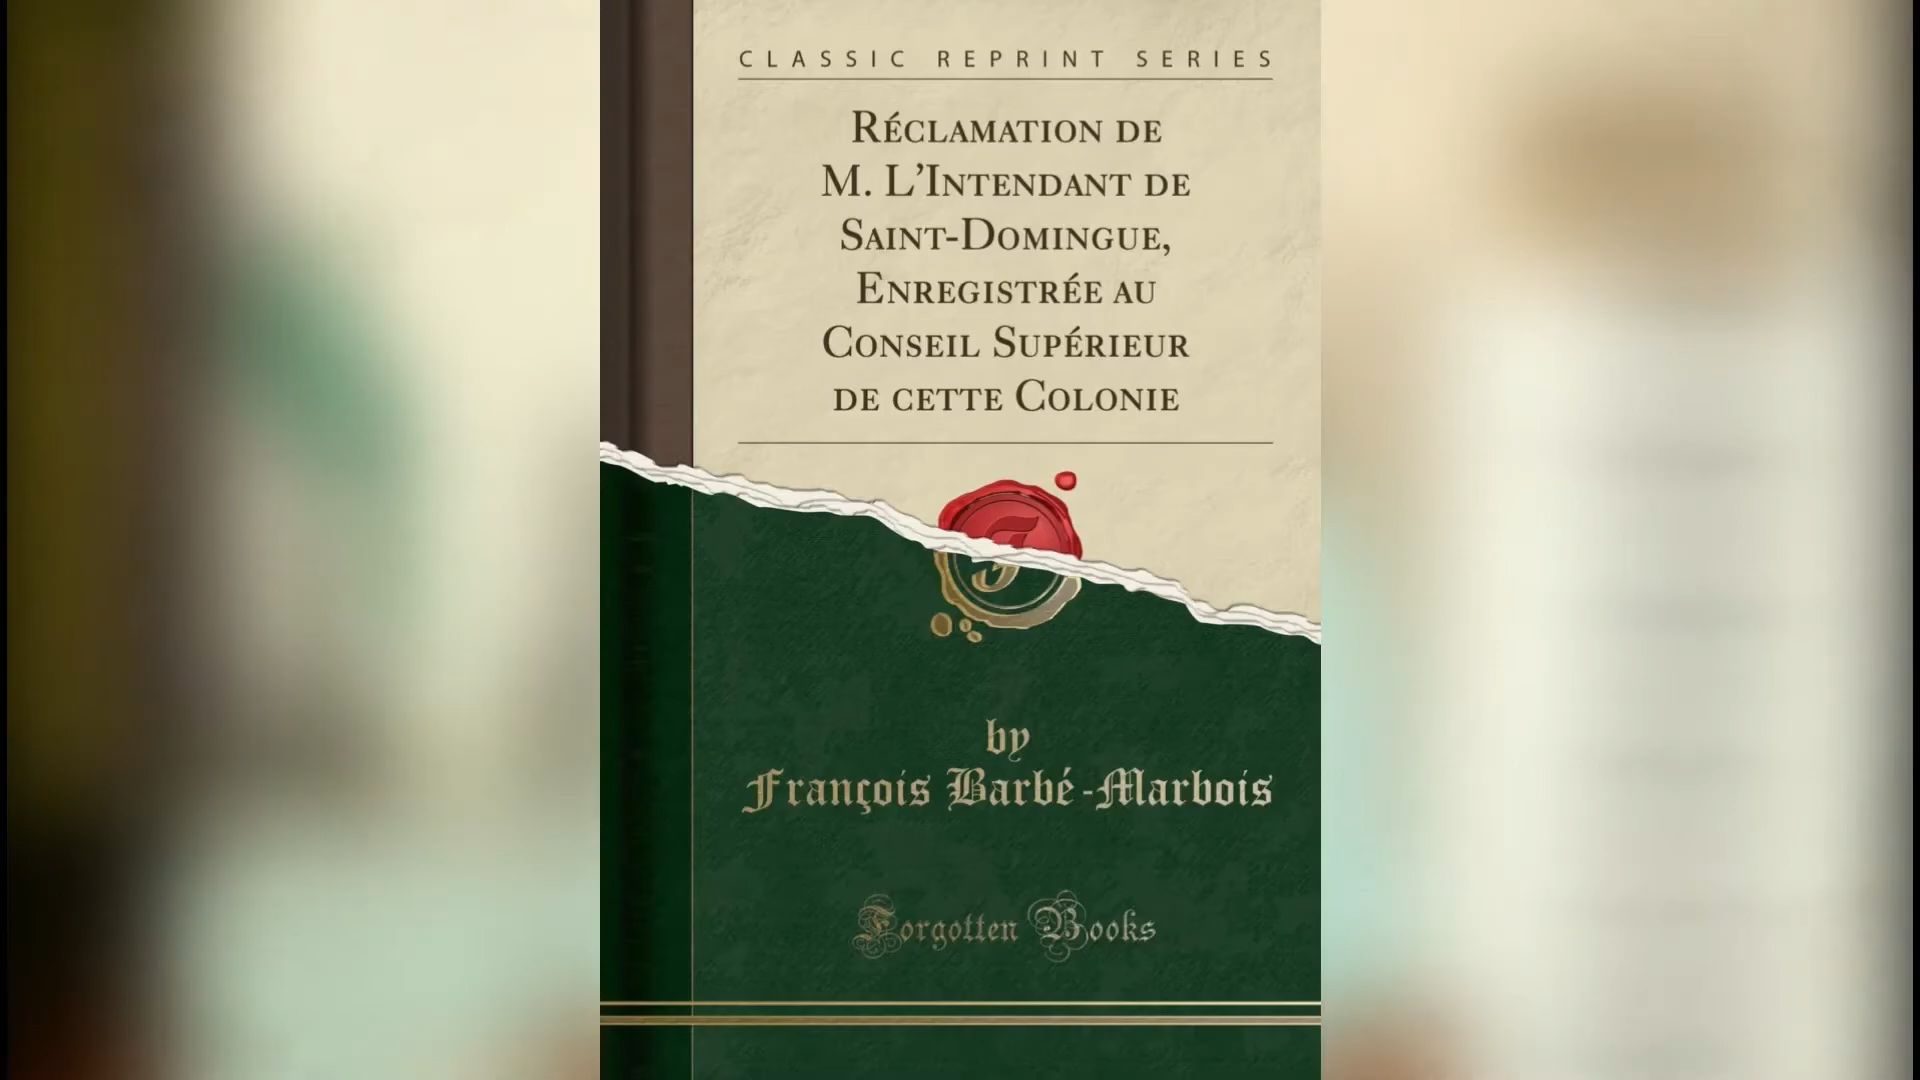 CLASSIC REPRINT SERIES
Réclamation de
M. L'Intendant de
Saint-Domingue,
Enregistrée au
Conseil Supérieur
de cette Colonie
by
François Barbé-Marbois
Forgotten Books